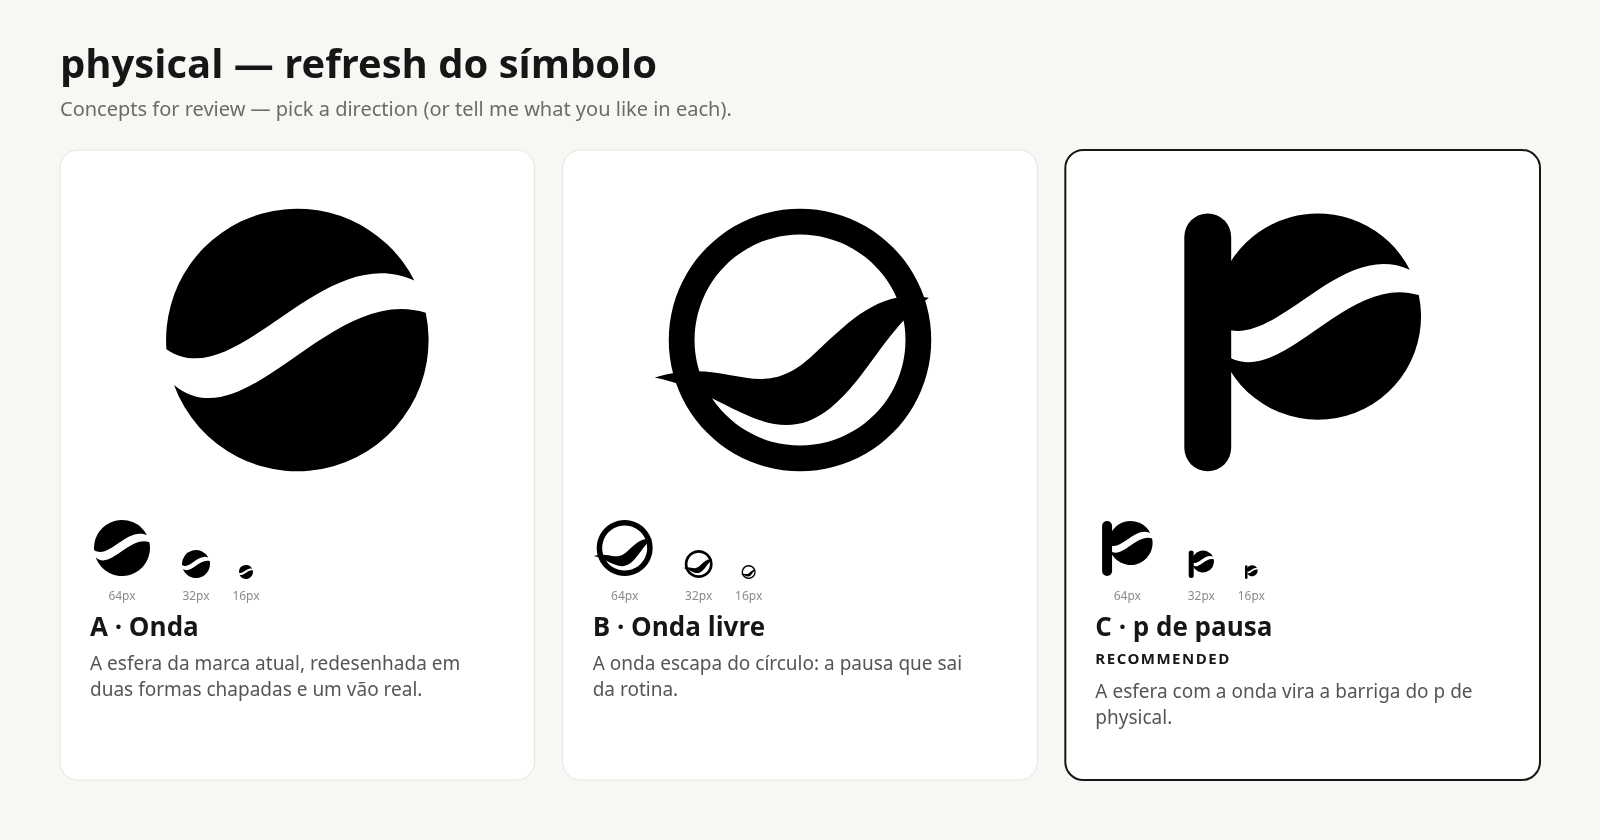 physical — refresh do símbolo
Concepts for review — pick a direction (or tell me what you like in each).
64px 32px 16px
A · Onda
A esfera da marca atual, redesenhada em
duas formas chapadas e um vão real.
64px 32px 16px
B · Onda livre
A onda escapa do círculo: a pausa que sai
da rotina.
64px 32px 16px
C · p de pausa
RECOMMENDED
A esfera com a onda vira a barriga do p de
physical.